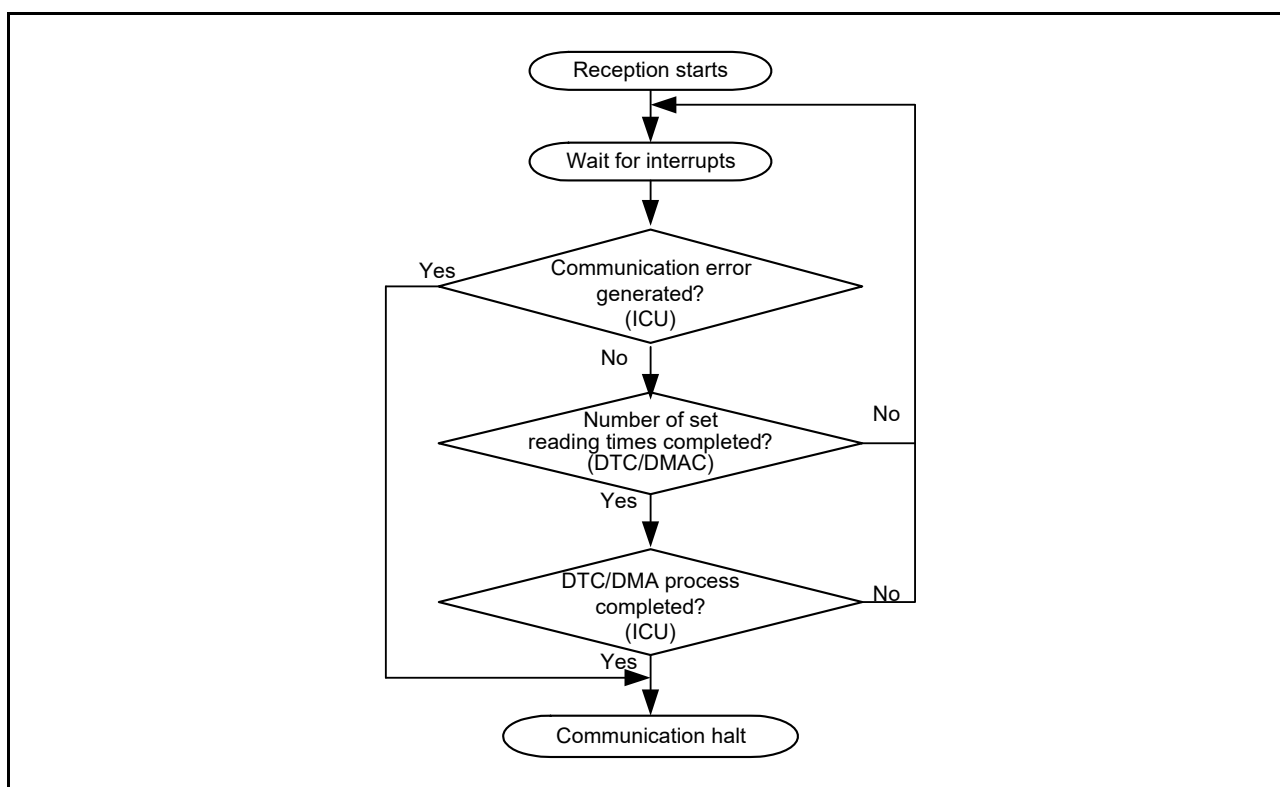 Reception starts
Wait for interrupts
Yes
Communication error
generated?
(ICU)
No
Number of set
reading times completed?
(DTC/DMAC)
No
Yes
DTC/DMA process
completed?
(ICU)
No
Yes
Communication halt